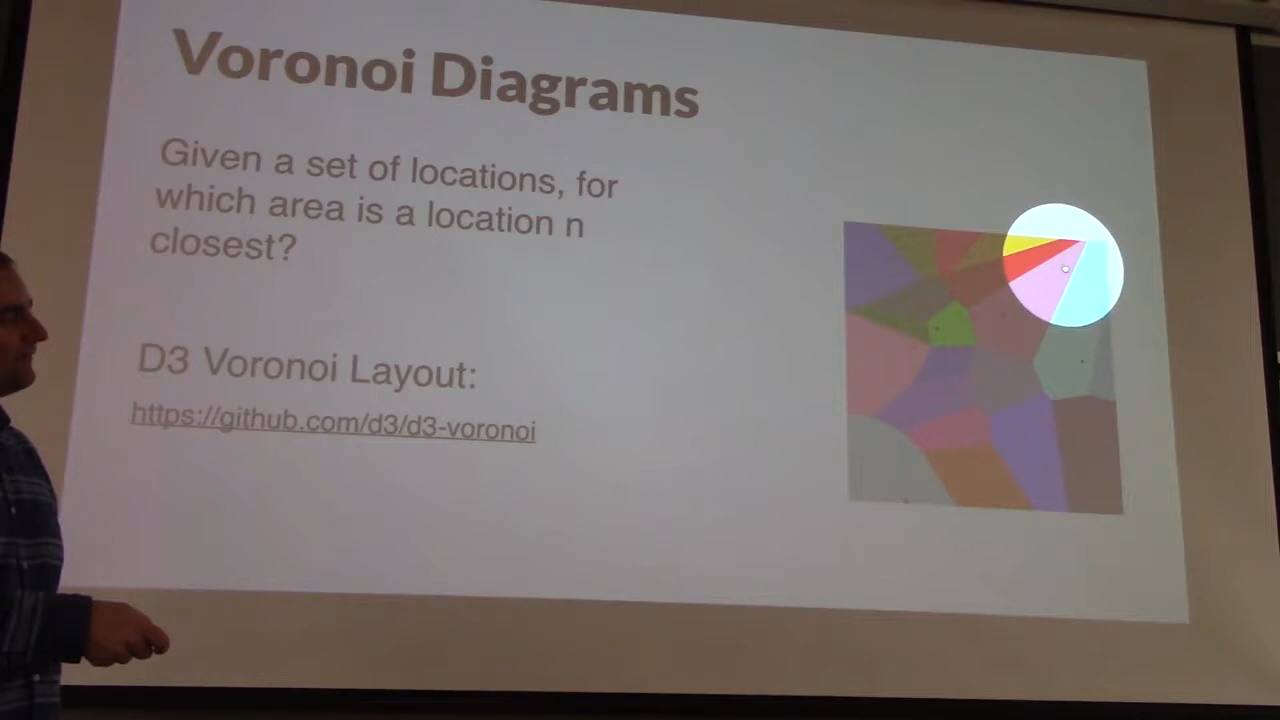 Voronoi Diagrams
Given a set of locations, for
which area is a location n
closest?
D3 Voronoi Layout:
https://github.com/d3/d3-voronoi